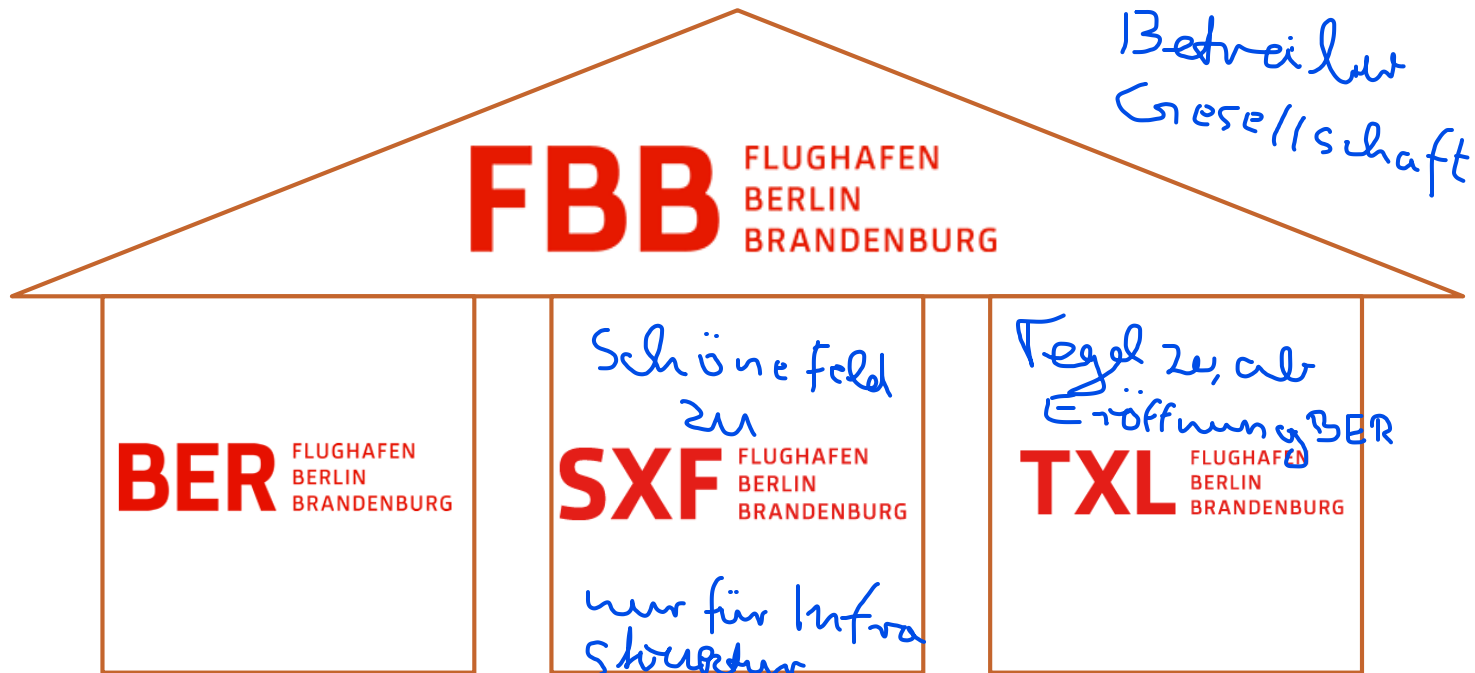 Betreiber
Gesellschaft
FBB FLUGHAFEN
BERLIN
BRANDENBURG
Schönefeld
zu
Tegel zu, ab
Eröffnung BER
BER FLUGHAFEN
BERLIN
BRANDENBURG
SXF FLUGHAFEN
BERLIN
BRANDENBURG
TXL FLUGHAFEN
BERLIN
BRANDENBURG
nur für Infra
struktur